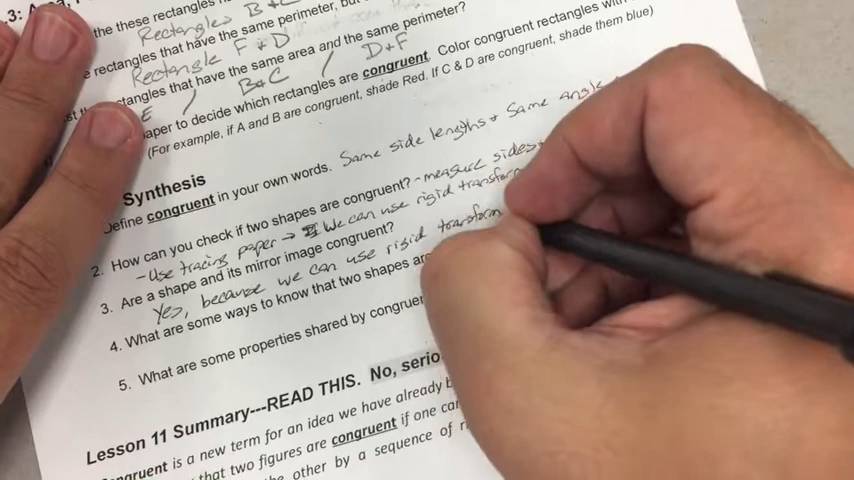 .3: A
the these rectangles
Rectangles B + C
e rectangles that have the same perimeter, but
Rectangle F + D
ctangles that have the same area and the same perimeter?
E / B+C / D+F
aper to decide which rectangles are congruent. Color congruent rectangles with
(For example, if A and B are congruent, shade Red. If C & D are congruent, shade them blue)
Synthesis
Define congruent in your own words. Same side lengths + Same angle
2. How can you check if two shapes are congruent? - measure sides +
- Use tracing paper → We can use rigid transform
3. Are a shape and its mirror image congruent?
Yes, because we can use rigid transform
4. What are some ways to know that two shapes are
5. What are some properties shared by congruen
Lesson 11 Summary---READ THIS. No, serio
Congruent is a new term for an idea we have already b
that two figures are congruent if one can
the other by a sequence of ri